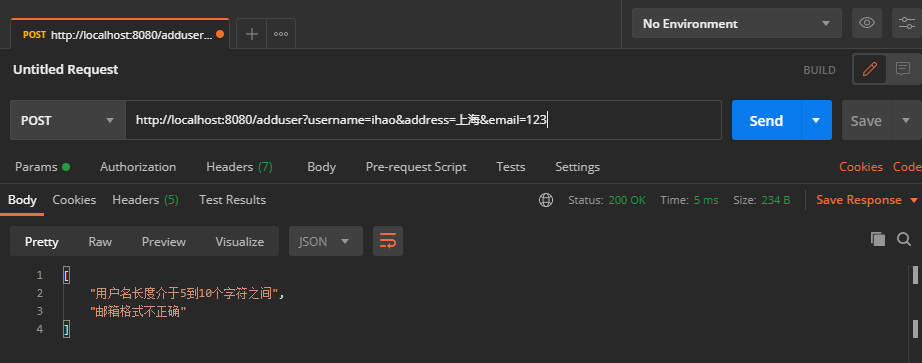 POST http://localhost:8080/adduser...
No Environment
Untitled Request
BUILD
POST
http://localhost:8080/adduser?username=ihao&address=上海&email=123
Send
Save
Params
Authorization
Headers (7)
Body
Pre-request Script
Tests
Settings
Cookies
Code
Body
Cookies
Headers (5)
Test Results
Status: 200 OK
Time: 5 ms
Size: 234 B
Save Response
Pretty
Raw
Preview
Visualize
JSON
1 [
2 "用户名长度介于5到10个字符之间",
3 "邮箱格式不正确"
4 ]